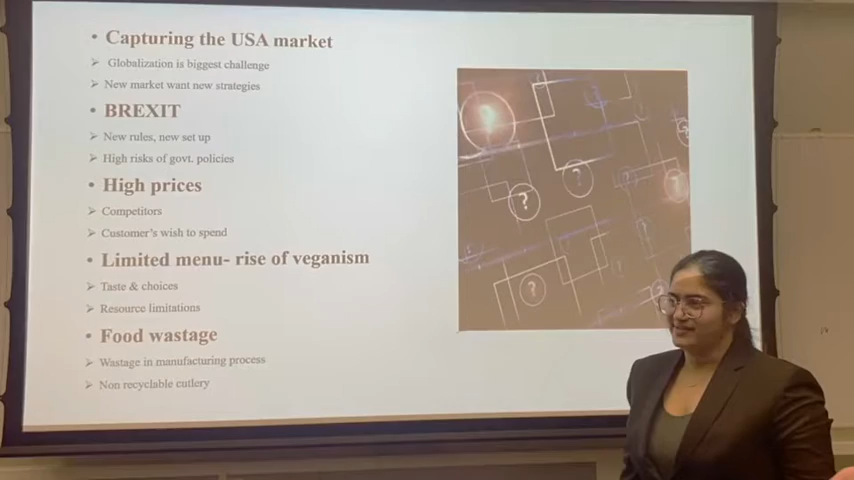 • Capturing the USA market
➢ Globalization is biggest challenge
➢ New market want new strategies
• BREXIT
➢ New rules, new set up
➢ High risks of govt. policies
• High prices
➢ Competitors
➢ Customer's wish to spend
• Limited menu- rise of veganism
➢ Taste & choices
➢ Resource limitations
• Food wastage
➢ Wastage in manufacturing process
➢ Non recyclable cutlery
?
?
?
?